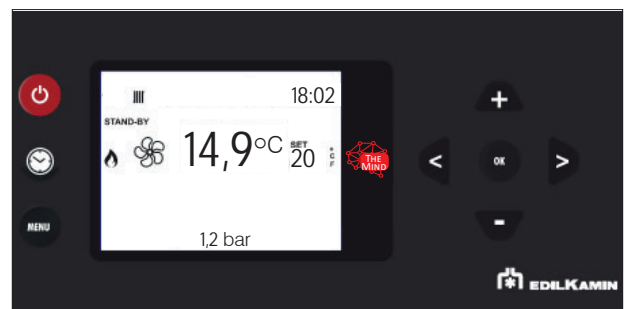 18:02
STAND-BY
14,9°C
SET
20
°C
F
THE
MIND
1,2 bar
MENU
+
<
OK
>
-
EDILKAMIN